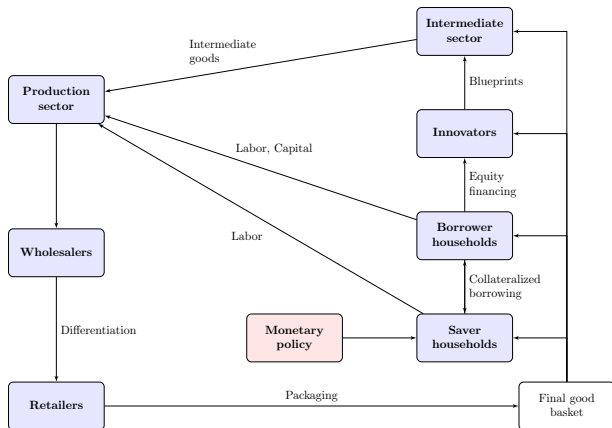 Intermediate
sector
Intermediate
goods
Production
sector
Blueprints
Innovators
Labor, Capital
Equity
financing
Borrower
households
Labor
Wholesalers
Collateralized
borrowing
Monetary
policy
Saver
households
Differentiation
Retailers
Packaging
Final good
basket